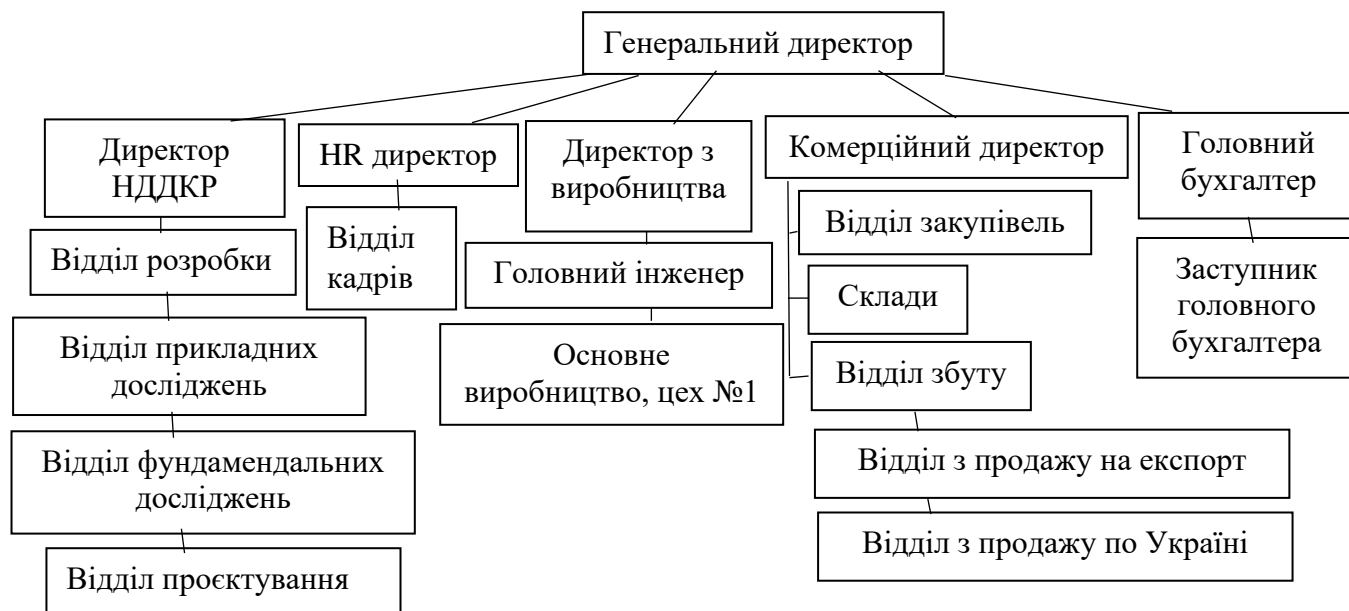 Генеральний директор
Директор
НДДКР
HR директор
Директор з
виробництва
Комерційний директор
Головний
бухгалтер
Відділ розробки
Відділ
кадрів
Головний інженер
Відділ закупівель
Склади
Заступник
головного
бухгалтера
Відділ прикладних
досліджень
Основне
виробництво, цех №1
Відділ збуту
Відділ фундамендальних
досліджень
Відділ з продажу на експорт
Відділ з продажу по Україні
Відділ проєктування